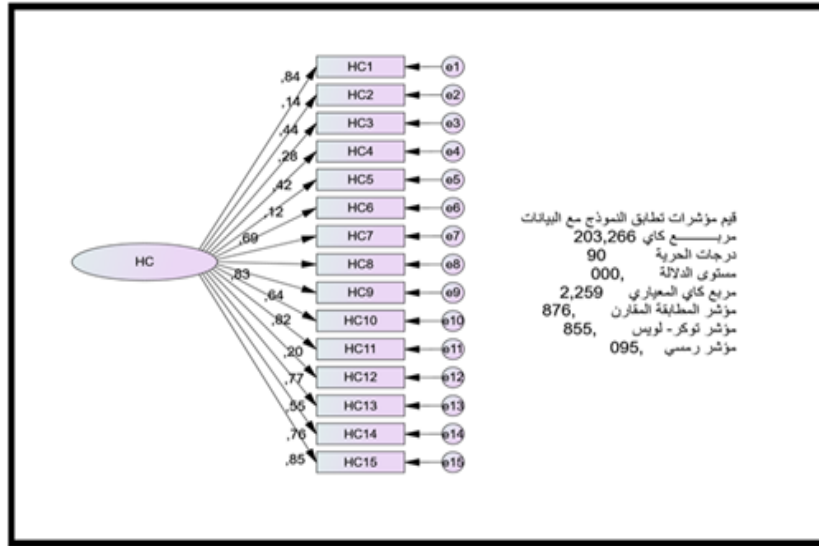 HC
,84
,14
,44
,28
,42
,12
,69
,83
,64
,82
,20
,77
,55
,76
,85
HC1
e1
HC2
e2
HC3
e3
HC4
e4
HC5
e5
HC6
e6
HC7
e7
HC8
e8
HC9
e9
HC10
e10
HC11
e11
HC12
e12
HC13
e13
HC14
e14
HC15
e15
قيم مؤشرات تطابق النموذج مع البيانات
مربـــــع كاي 203,266
درجات الحرية 90
مستوى الدلالة ,000
مربع كاي المعياري 2,259
مؤشر المطابقة المقارن ,876
مؤشر توكر- لويس ,855
مؤشر رمسي ,095